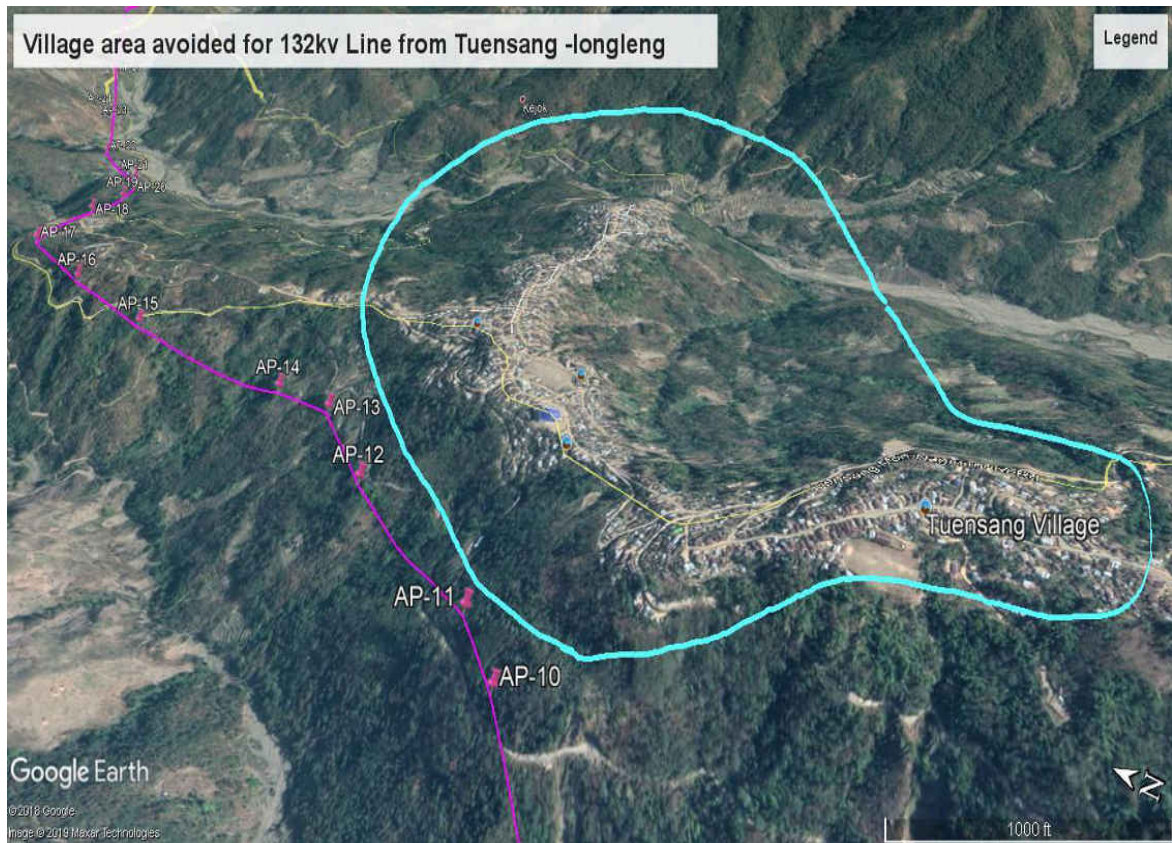 Village area avoided for 132kv Line from Tuensang -longleng
Legend
Kejok
AP-22
AP-21
AP-19
AP-20
AP-18
AP-17
AP-16
AP-15
AP-14
AP-13
AP-12
AP-11
AP-10
Tuensang Village
Google Earth
©2018 Google
Image © 2019 Maxar Technologies
N
1000 ft